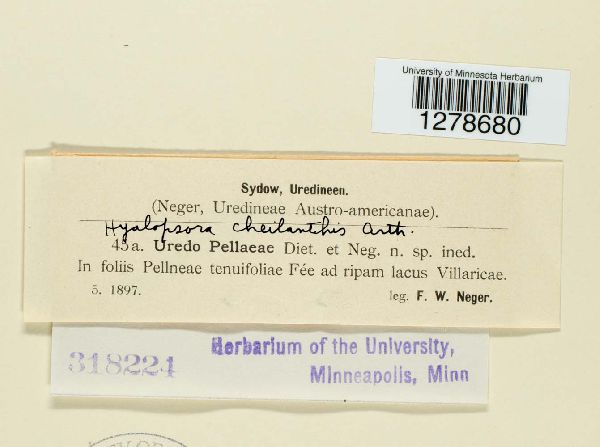 University of Minnesota Herbarium
1278680
Sydow, Uredineen.
(Neger, Uredineae Austro-americanae).
Hyalopsora cheilanthis Arth.
45a. Uredo Pellaeae Diet. et Neg. n. sp. ined.
In foliis Pellneae tenuifoliae Fée ad ripam lacus Villaricae.
5. 1897. leg. F. W. Neger.
318224
Herbarium of the University,
Minneapolis, Minn